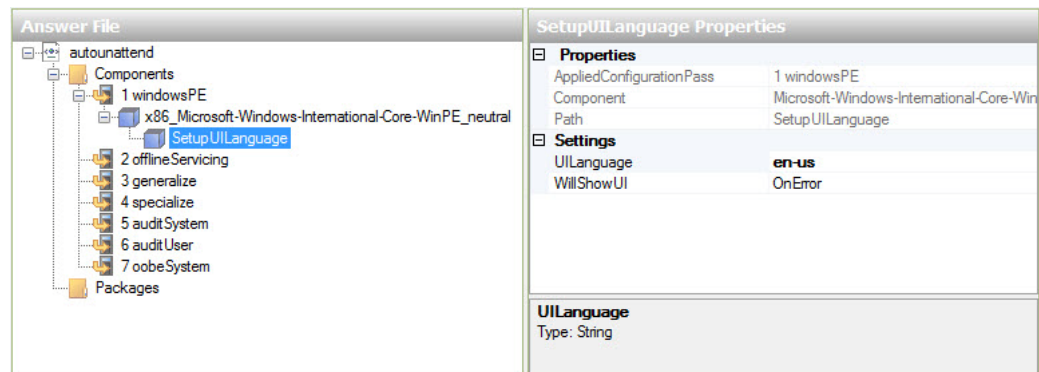 Answer File
autounattend
Components
1 windowsPE
x86_Microsoft-Windows-International-Core-WinPE_neutral
SetupUILanguage
2 offlineServicing
3 generalize
4 specialize
5 auditSystem
6 auditUser
7 oobeSystem
Packages
SetupUILanguage Properties
Properties
AppliedConfigurationPass 1 windowsPE
Component Microsoft-Windows-International-Core-Win
Path SetupUILanguage
Settings
UILanguage en-us
WillShowUI OnError
UILanguage
Type: String